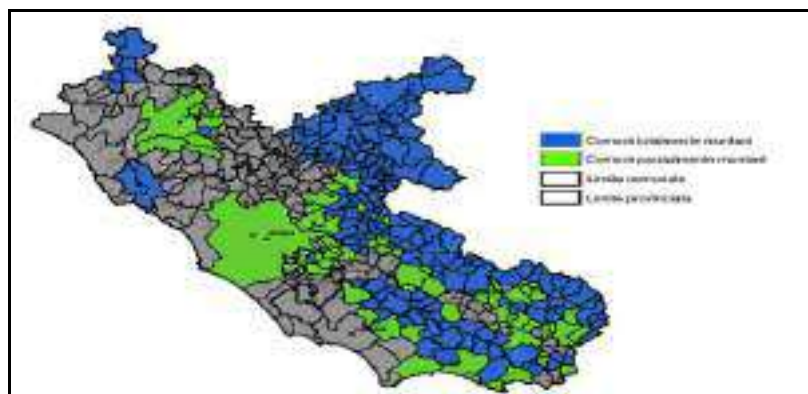 Comuni totalmente montani
Comuni parzialmente montani
Limite comunale
Limite provinciale